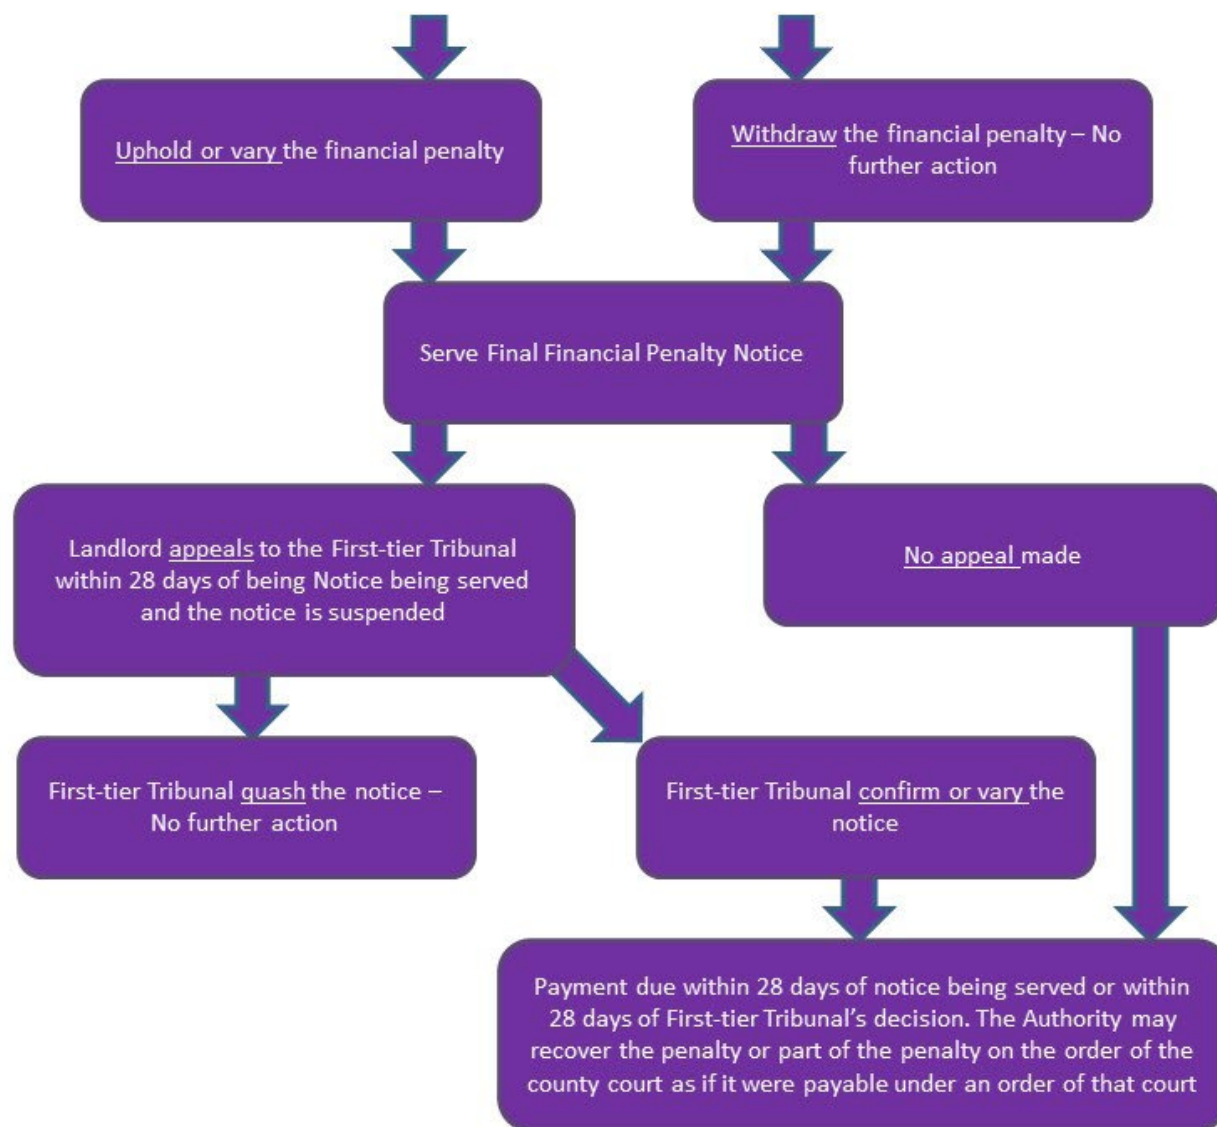 Uphold or vary the financial penalty
Withdraw the financial penalty – No
further action
Serve Final Financial Penalty Notice
Landlord appeals to the First-tier Tribunal
within 28 days of being Notice being served
and the notice is suspended
No appeal made
First-tier Tribunal quash the notice –
No further action
First-tier Tribunal confirm or vary the
notice
Payment due within 28 days of notice being served or within
28 days of First-tier Tribunal’s decision. The Authority may
recover the penalty or part of the penalty on the order of the
county court as if it were payable under an order of that court